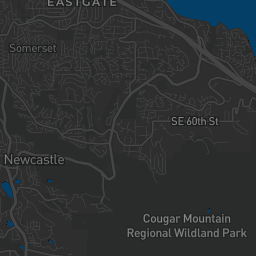 EASTGATE
Somerset
SE 60th St
Newcastle
Cougar Mountain
Regional Wildland Park